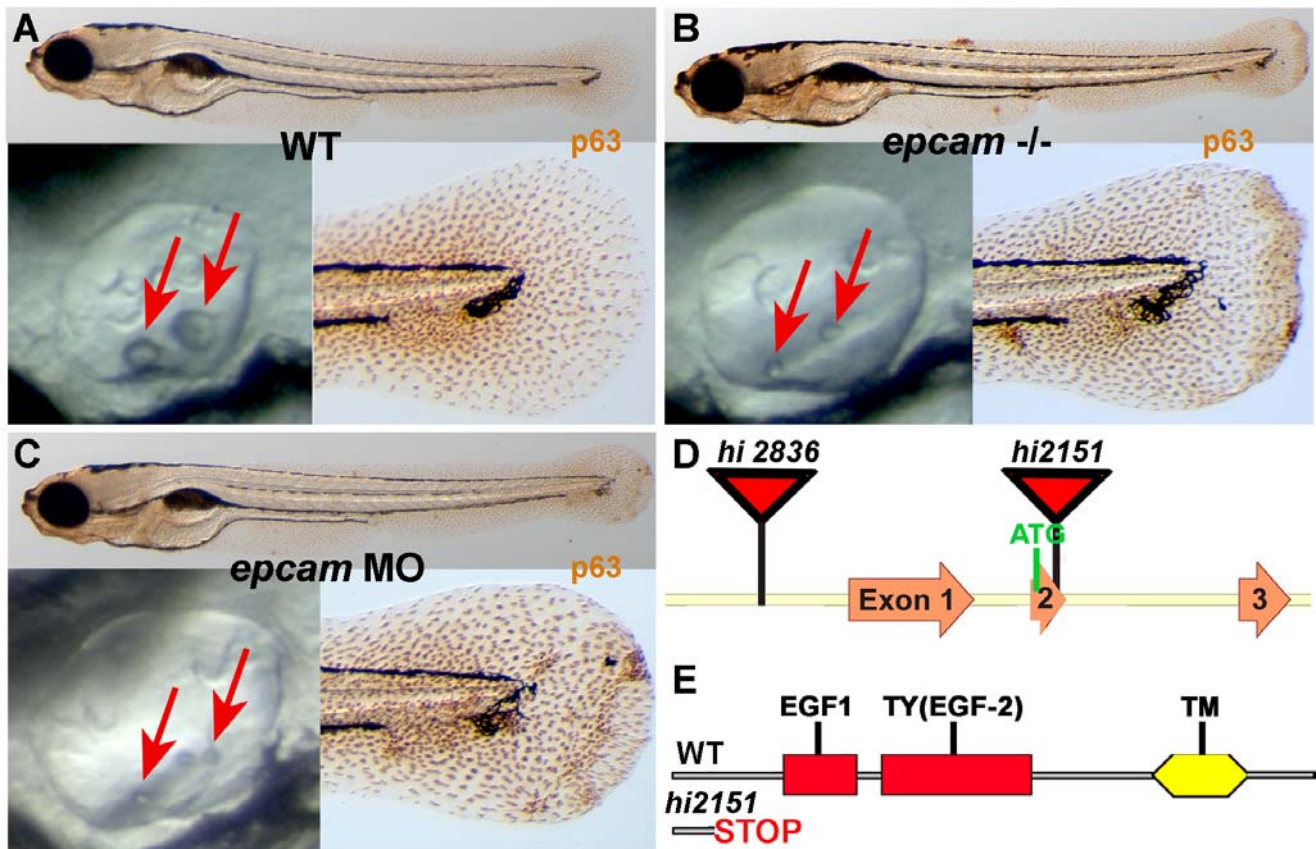 A
WT
p63
B
epcam -/-
p63
C
epcam MO
p63
D
hi 2836
hi2151
ATG
Exon 1
2
3
E
EGF1
TY(EGF-2)
TM
WT
hi2151
STOP